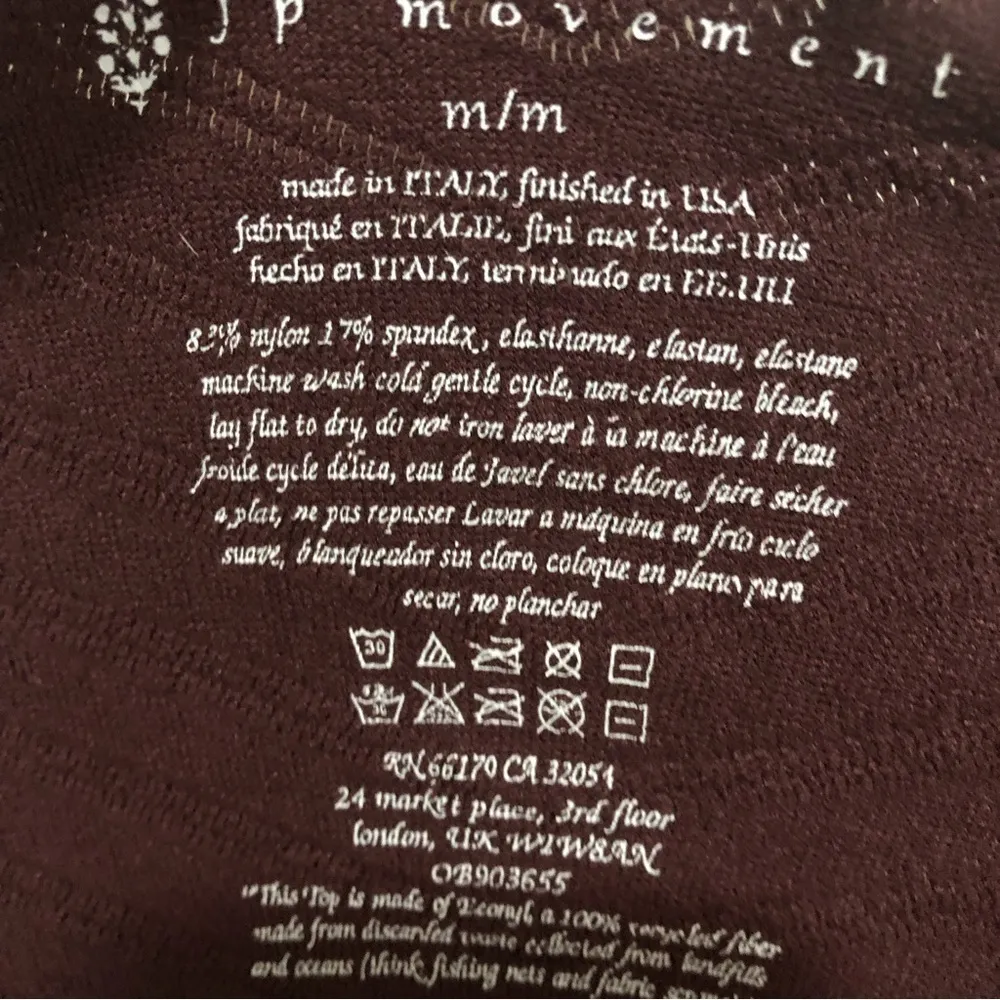 fp movement
m/m
made in ITALY, finished in USA
fabriqué en ITALIE, fini aux États-Unis
hecho en ITALY, terminado en EE.UU
83% nylon 17% spandex, elasthanne, elastan, elastane
machine wash cold gentle cycle, non-chlorine bleach,
lay flat to dry, do not iron laver à la machine à l'eau
froide cycle délica, eau de Javel sans chlore, faire sécher
a plat, ne pas repasser Lavar a máquina en frío ciclo
suave, blanqueador sin cloro, coloque en plano para
secar, no planchar
30
30
RN 66170 CA 32054
24 market place, 3rd floor
london, UK W1W8AN
OB903655
"This Top is made of Econyl, a 100% recycled fiber
made from discarded waste collected from landfills
and oceans (think fishing nets and fabric